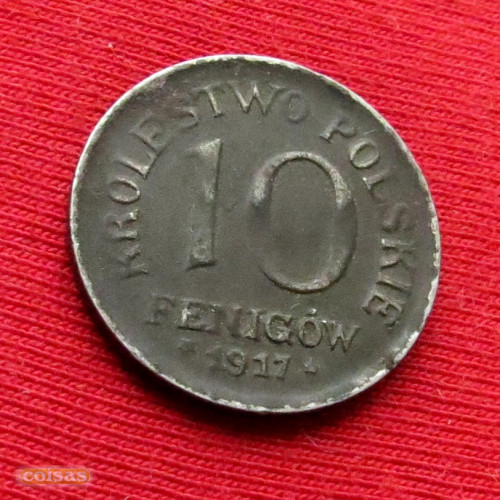 KRÓLESTWO POLSKIE
10
FENIGÓW
* 1917 *
coisas